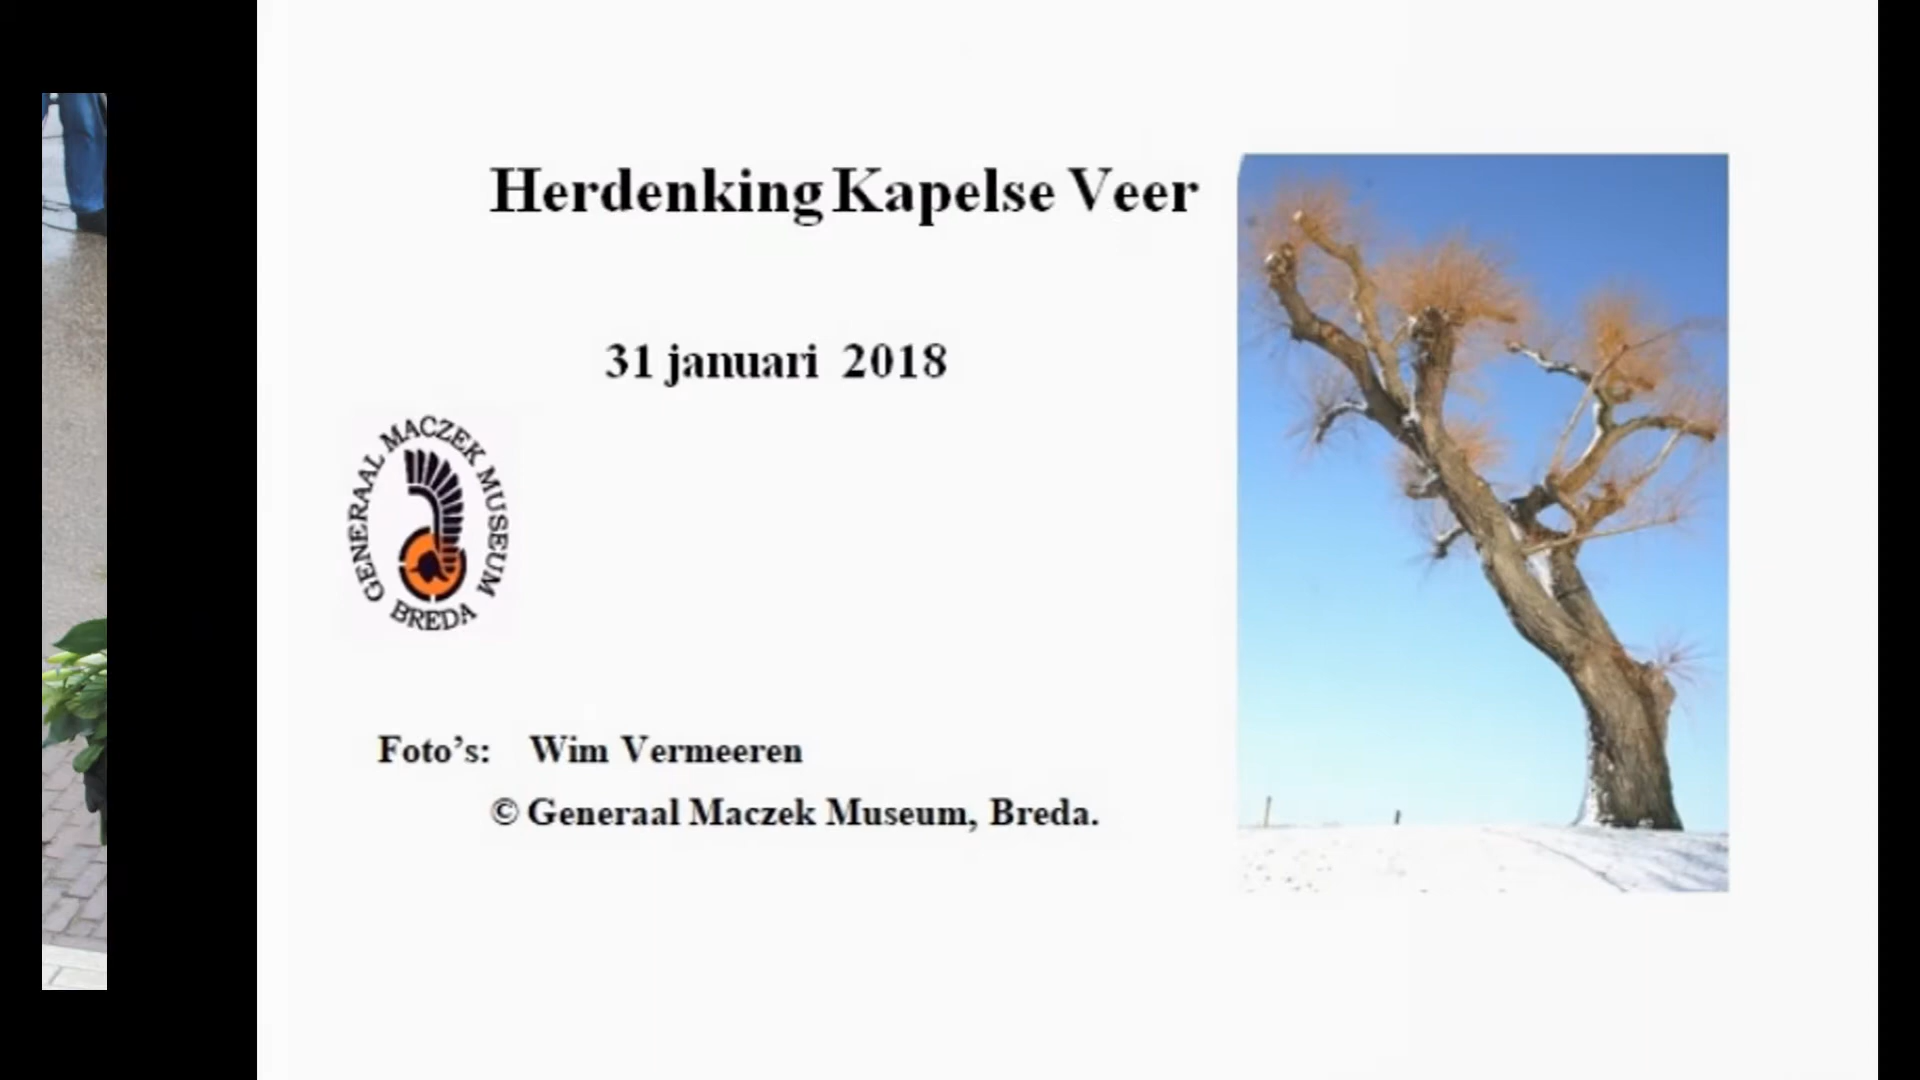 Herdenking Kapelse Veer
31 januari 2018
GENERAAL MACZEK MUSEUM
BREDA
Foto's: Wim Vermeeren
© Generaal Maczek Museum, Breda.